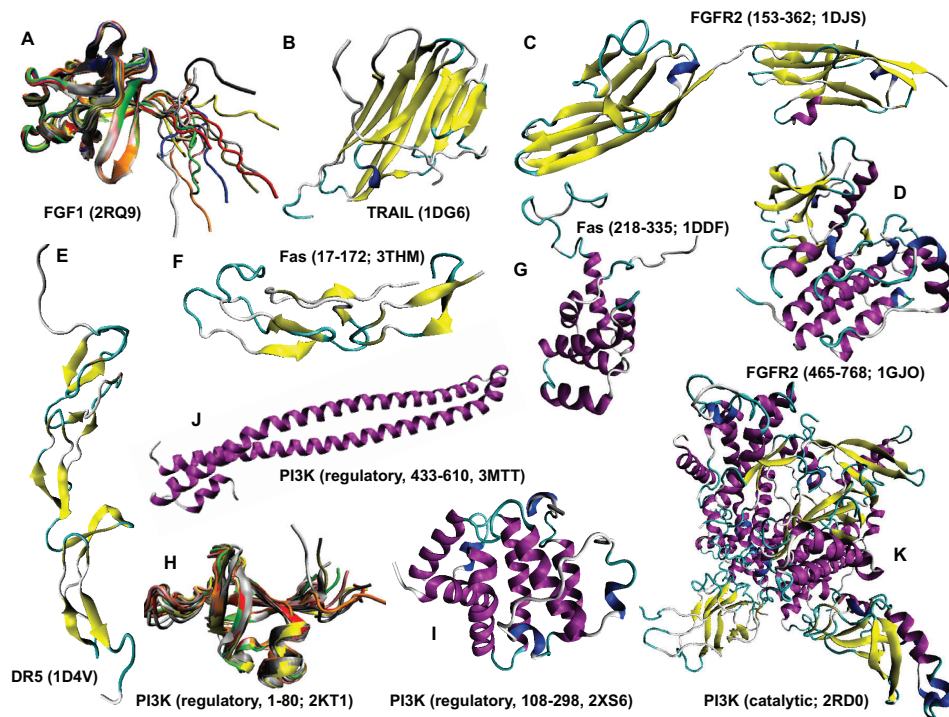 A
FGF1 (2RQ9)
B
TRAIL (1DG6)
C
FGFR2 (153-362; 1DJS)
D
FGFR2 (465-768; 1GJO)
E
DR5 (1D4V)
F
Fas (17-172; 3THM)
G
Fas (218-335; 1DDF)
J
PI3K (regulatory, 433-610, 3MTT)
H
PI3K (regulatory, 1-80; 2KT1)
I
PI3K (regulatory, 108-298, 2XS6)
K
PI3K (catalytic; 2RD0)